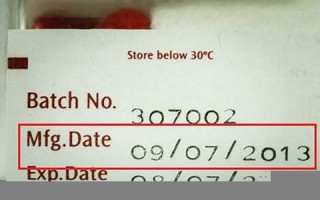 Store below 30°C
Batch No. 307002
Mfg.Date 09/07/2013
Exp.Date